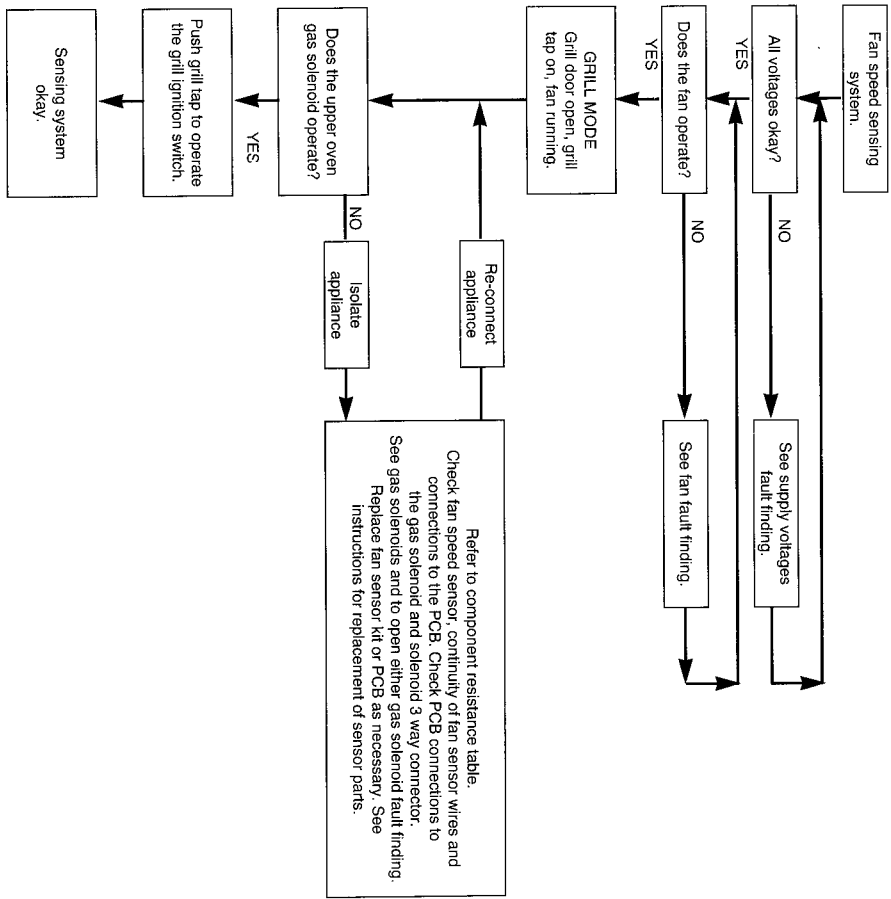 Fan speed sensing
system.
All voltages okay?
NO
See supply voltages
fault finding.
YES
Does the fan operate?
NO
See fan fault finding.
YES
GRILL MODE
Grill door open, grill
tap on, fan running.
Re-connect
appliance
Does the upper oven
gas solenoid operate?
NO
Isolate
appliance
Refer to component resistance table.
Check fan speed sensor, continuity of fan sensor wires and
connections to the PCB. Check PCB connections to
the gas solenoid and solenoid 3 way connector.
See gas solenoids and to open either gas solenoid fault finding.
Replace fan sensor kit or PCB as necessary. See
instructions for replacement of sensor parts.
YES
Push grill tap to operate
the grill ignition switch.
Sensing system
okay.